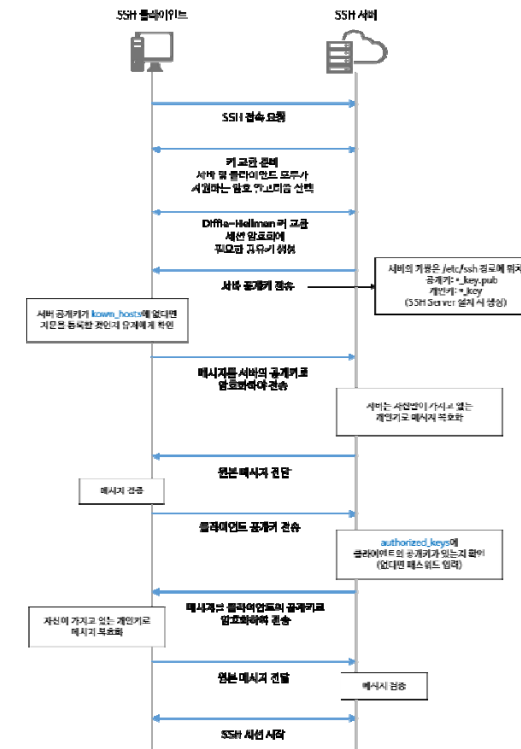 SSH 클라이언트
SSH 서버
SSH 접속 요청
키 교환 준비
서버 및 클라이언트 모두가
지원하는 암호 알고리즘 선택
Diffie-Hellman 키 교환
세션 암호화에
필요한 공유키 생성
서버 공개키 전송
서버의 키쌍은 /etc/ssh 경로에 위치
공개키: *_key.pub
개인키: *_key
(SSH Server 설치 시 생성)
서버 공개키가 kown_hosts에 없다면
지문을 등록할 것인지 유저에게 확인
메시지를 서버의 공개키로
암호화하여 전송
서버는 자신만이 가지고 있는
개인키로 메시지 복호화
원본 메시지 전달
메시지 검증
클라이언트 공개키 전송
authorized_keys에
클라이언트의 공개키가 있는지 확인
(없다면 패스워드 입력)
메시지를 클라이언트의 공개키로
암호화하여 전송
자신이 가지고 있는 개인키로
메시지 복호화
원본 메시지 전달
메시지 검증
SSH 세션 시작